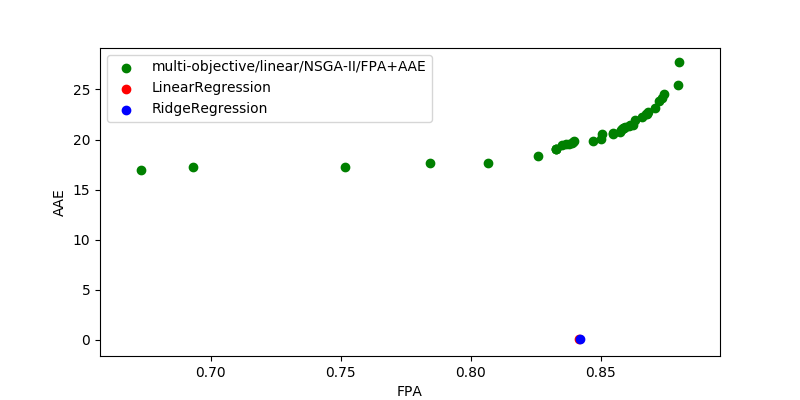 multi-objective/linear/NSGA-II/FPA+AAE
LinearRegression
RidgeRegression
25
20
15
10
5
0
AAE
0.70 0.75 0.80 0.85
FPA